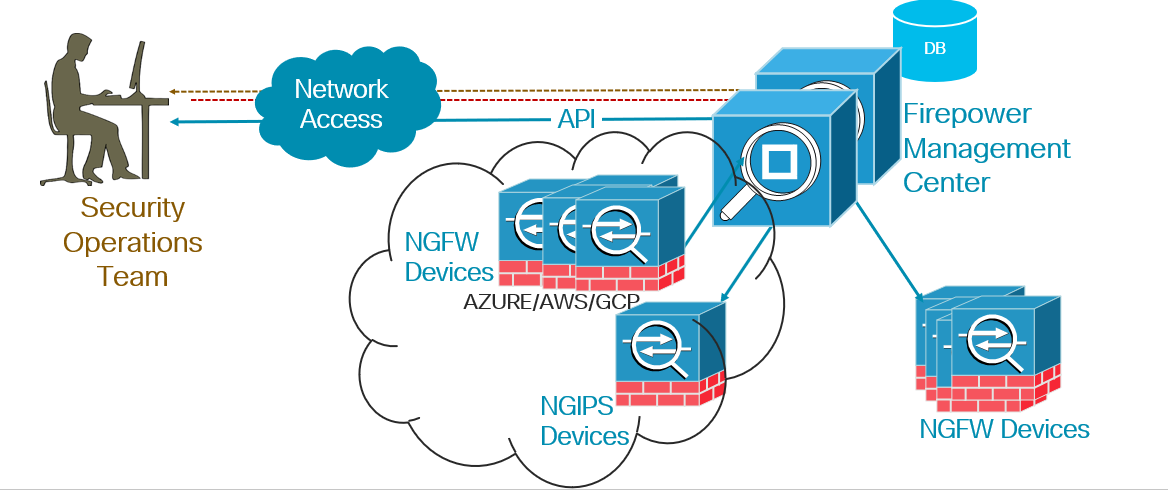 DB
Network
Access
API
Firepower
Management
Center
Security
Operations
Team
NGFW
Devices
AZURE/AWS/GCP
NGIPS
Devices
NGFW Devices